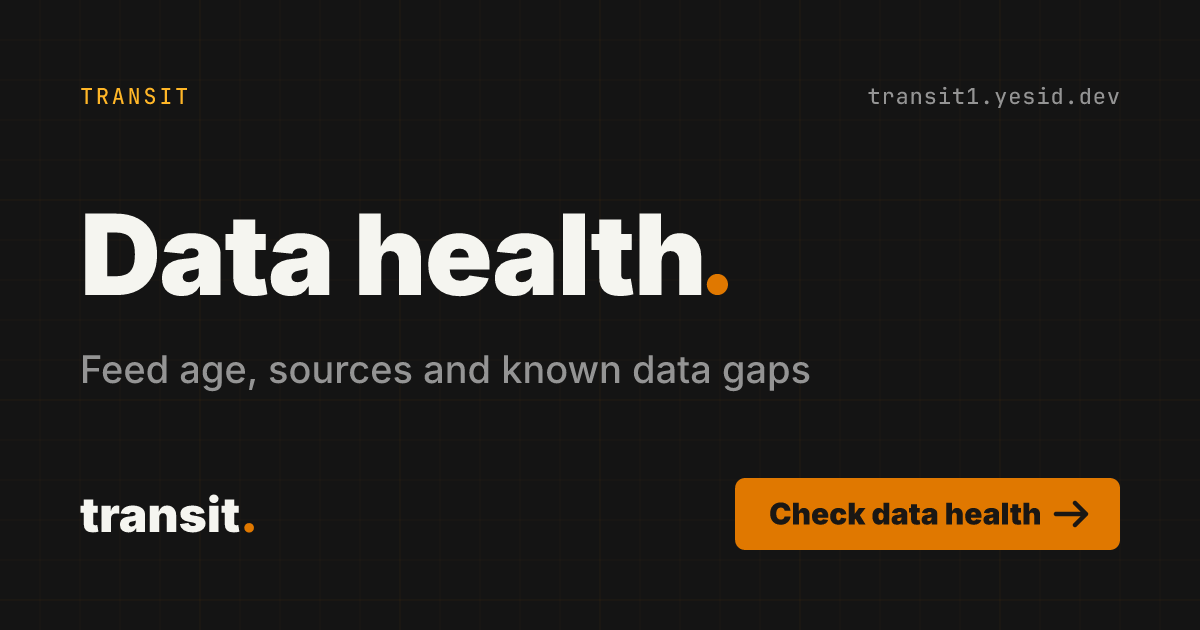 TRANSIT
transit1.yesid.dev
Data health.
Feed age, sources and known data gaps
transit.
Check data health →